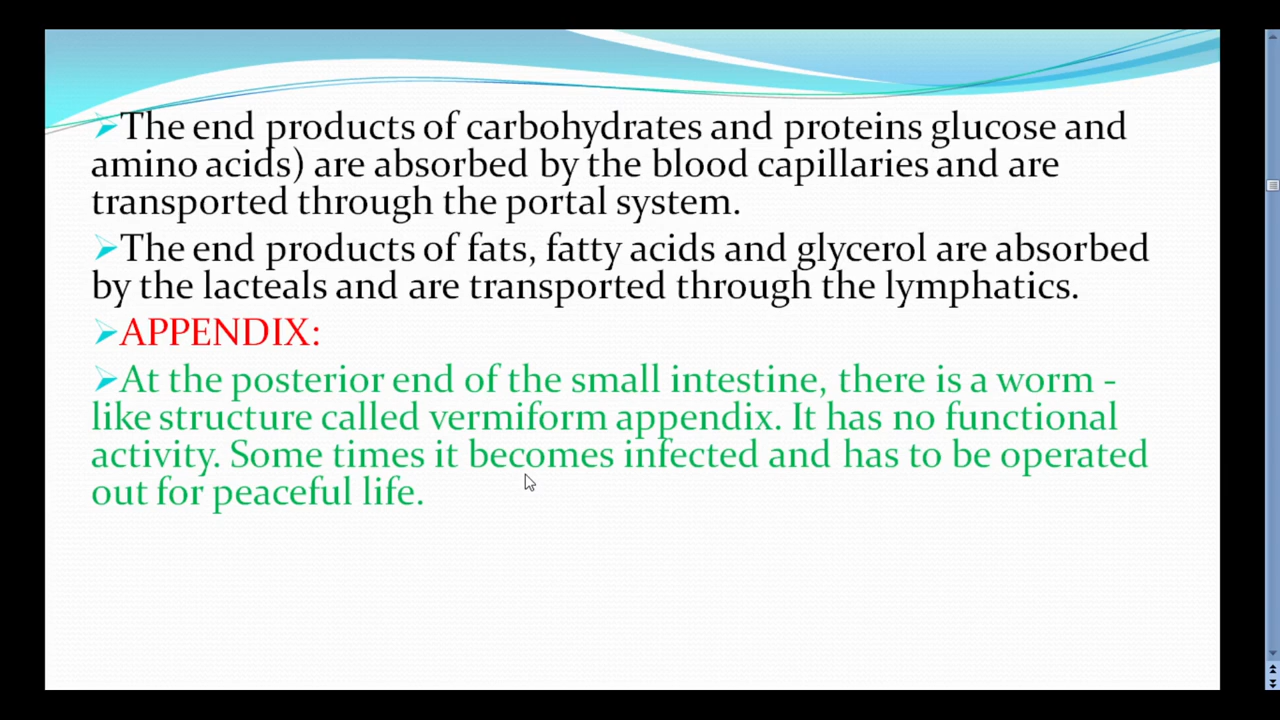 ➢The end products of carbohydrates and proteins glucose and
amino acids) are absorbed by the blood capillaries and are
transported through the portal system.
➢The end products of fats, fatty acids and glycerol are absorbed
by the lacteals and are transported through the lymphatics.
➢APPENDIX:
➢At the posterior end of the small intestine, there is a worm -
like structure called vermiform appendix. It has no functional
activity. Some times it becomes infected and has to be operated
out for peaceful life.